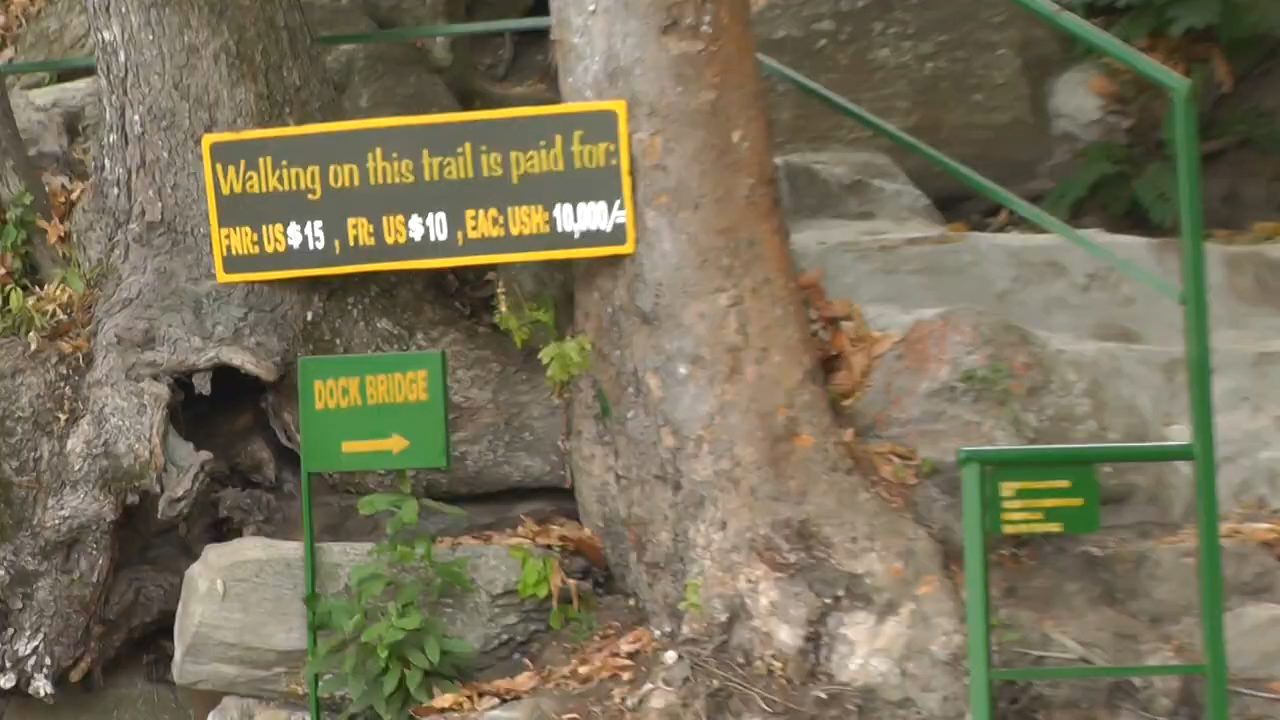 Walking on this trail is paid for:
FNR: US $15 , FR: US $10 , EAC: USH: 10,000/=
DOCK BRIDGE